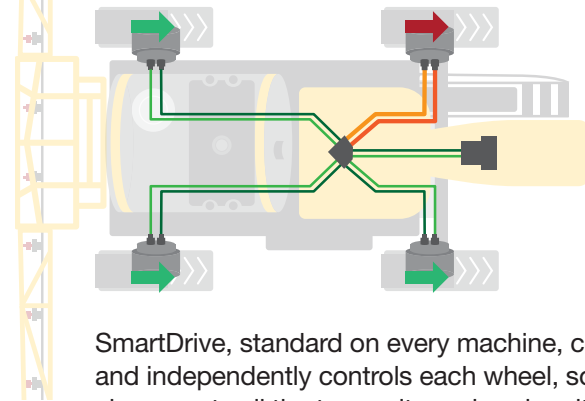 SmartDrive, standard on every machine, c
and independently controls each wheel, so